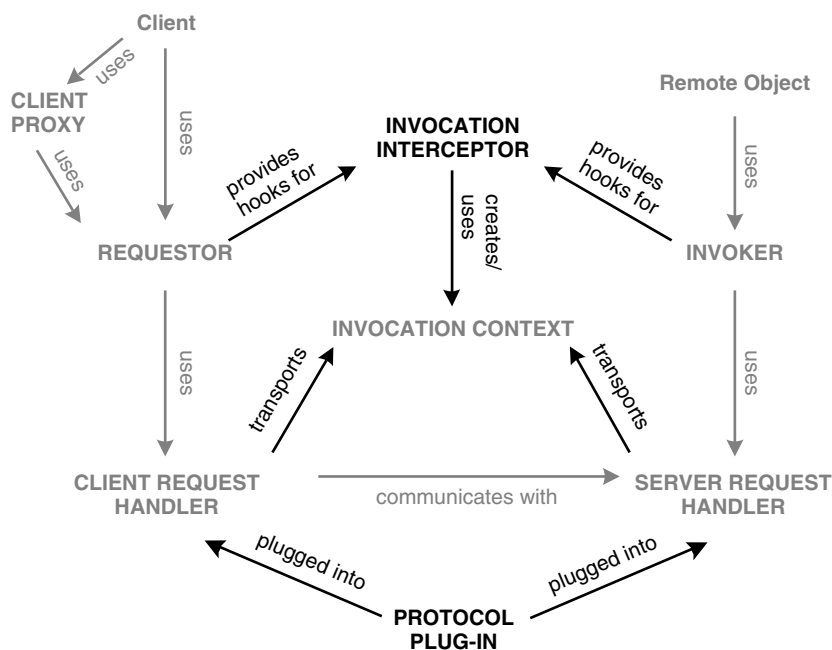 Client
uses
CLIENT
PROXY
uses
uses
Remote Object
INVOCATION
INTERCEPTOR
provides
hooks for
provides
hooks for
uses
creates/
uses
REQUESTOR
INVOKER
INVOCATION CONTEXT
uses
transports
transports
uses
CLIENT REQUEST
HANDLER
communicates with
SERVER REQUEST
HANDLER
plugged into
plugged into
PROTOCOL
PLUG-IN